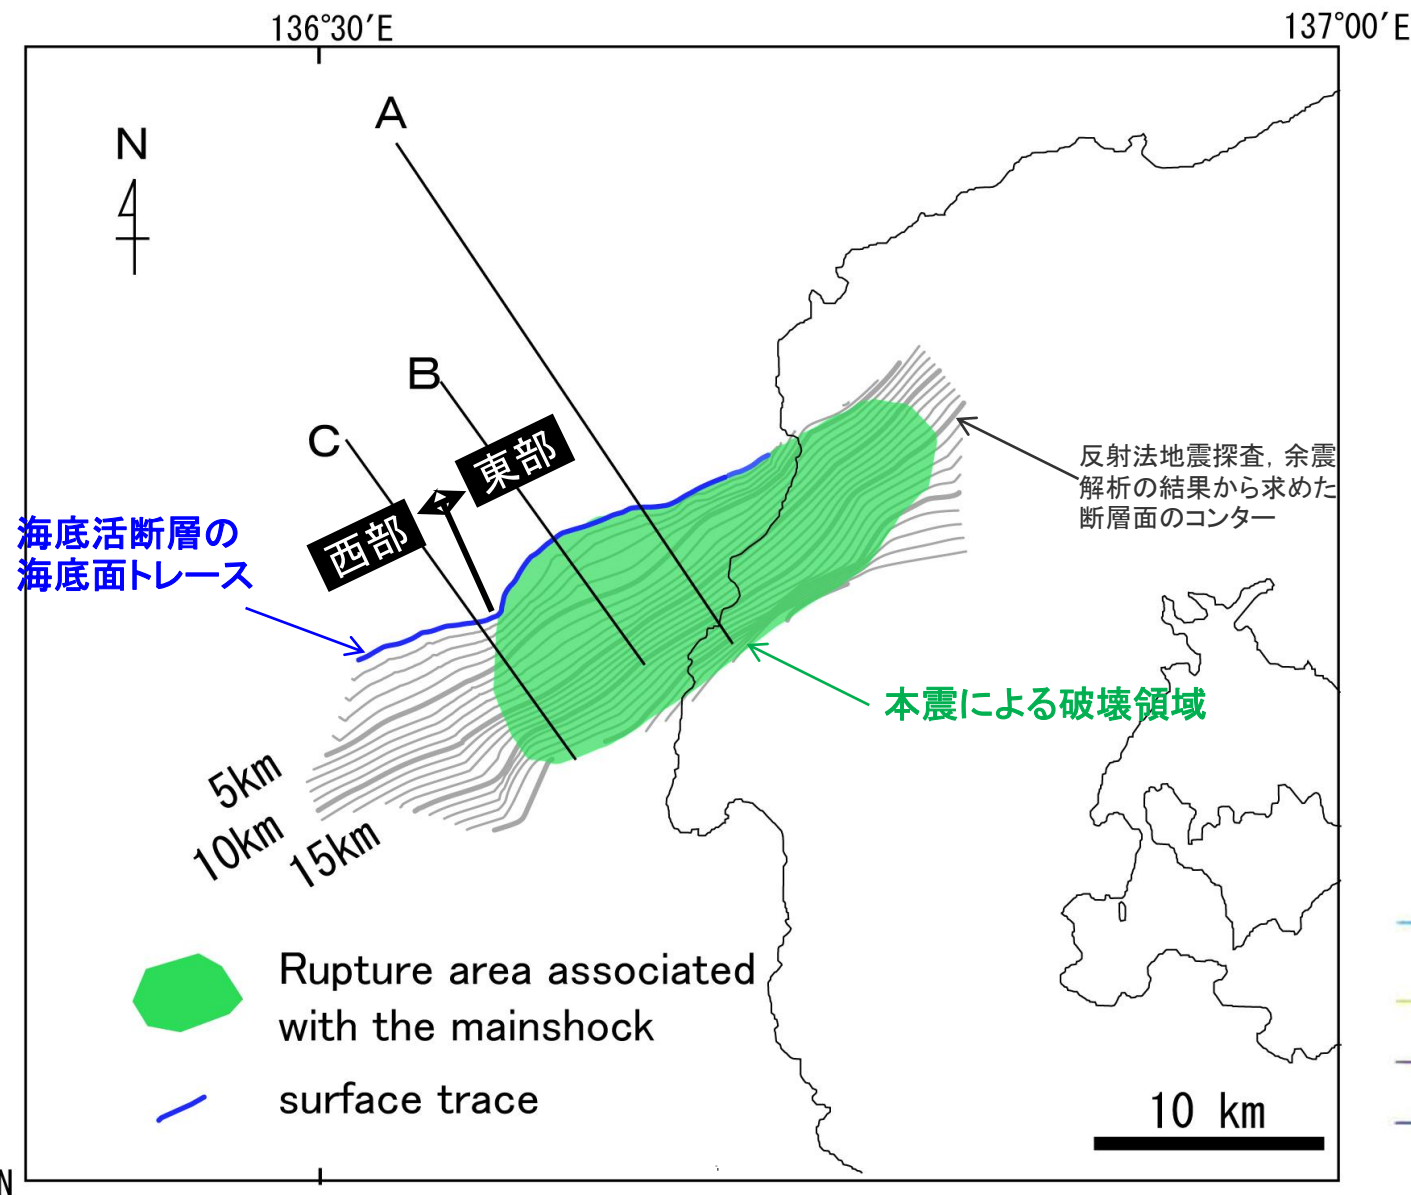 136°30′E
137°00′E
A
N
B
C
東部
西部
海底活断層の
海底面トレース
反射法地震探査, 余震
解析の結果から求めた
断層面のコンター
本震による破壊領域
5km
10km
15km
Rupture area associated
with the mainshock
surface trace
10 km
N